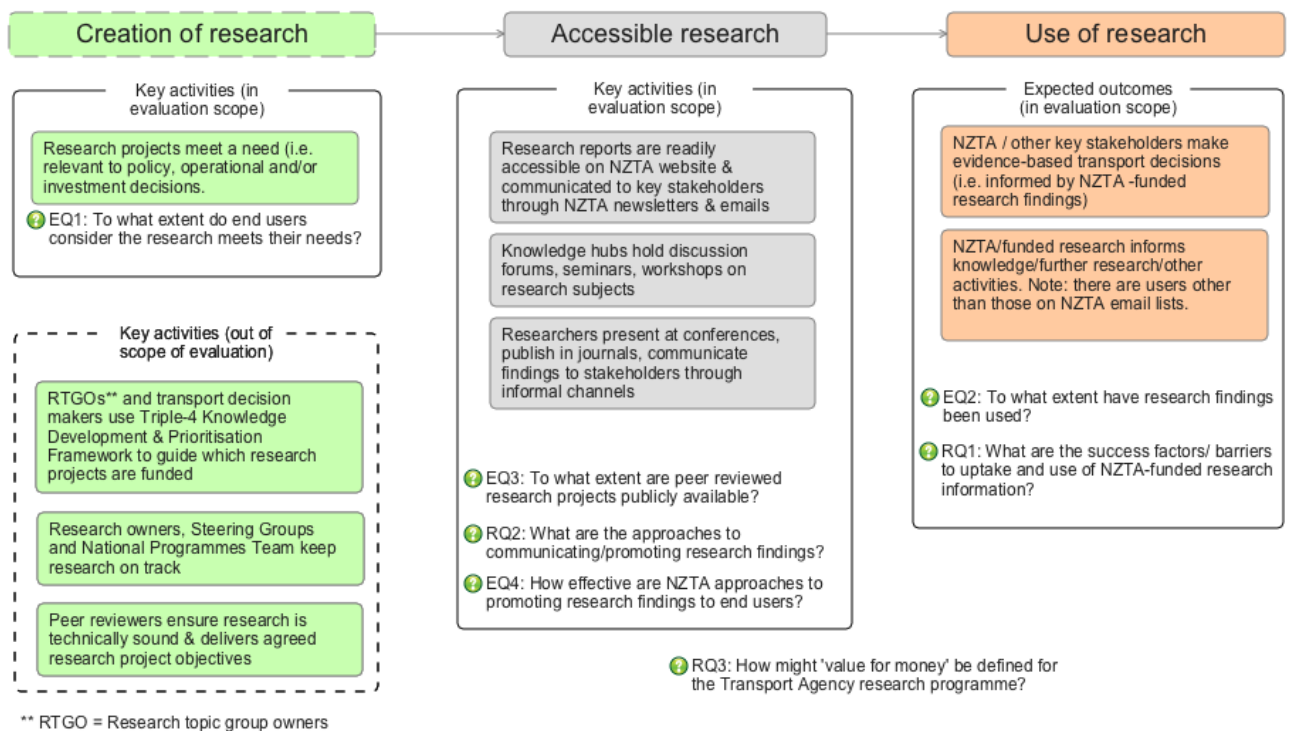 Creation of research
Accessible research
Use of research
Key activities (in
evaluation scope)
Research projects meet a need (i.e.
relevant to policy, operational and/or
investment decisions.
EQ1: To what extent do end users
consider the research meets their needs?
Key activities (out of
scope of evaluation)
RTGOs** and transport decision
makers use Triple-4 Knowledge
Development & Prioritisation
Framework to guide which research
projects are funded
Research owners, Steering Groups
and National Programmes Team keep
research on track
Peer reviewers ensure research is
technically sound & delivers agreed
research project objectives
** RTGO = Research topic group owners
Key activities (in
evaluation scope)
Research reports are readily
accessible on NZTA website &
communicated to key stakeholders
through NZTA newsletters & emails
Knowledge hubs hold discussion
forums, seminars, workshops on
research subjects
Researchers present at conferences,
publish in journals, communicate
findings to stakeholders through
informal channels
EQ3: To what extent are peer reviewed
research projects publicly available?
RQ2: What are the approaches to
communicating/promoting research findings?
EQ4: How effective are NZTA approaches to
promoting research findings to end users?
Expected outcomes
(in evaluation scope)
NZTA / other key stakeholders make
evidence-based transport decisions
(i.e. informed by NZTA -funded
research findings)
NZTA/funded research informs
knowledge/further research/other
activities. Note: there are users other
than those on NZTA email lists.
EQ2: To what extent have research findings
been used?
RQ1: What are the success factors/ barriers
to uptake and use of NZTA-funded research
information?
RQ3: How might 'value for money' be defined for
the Transport Agency research programme?